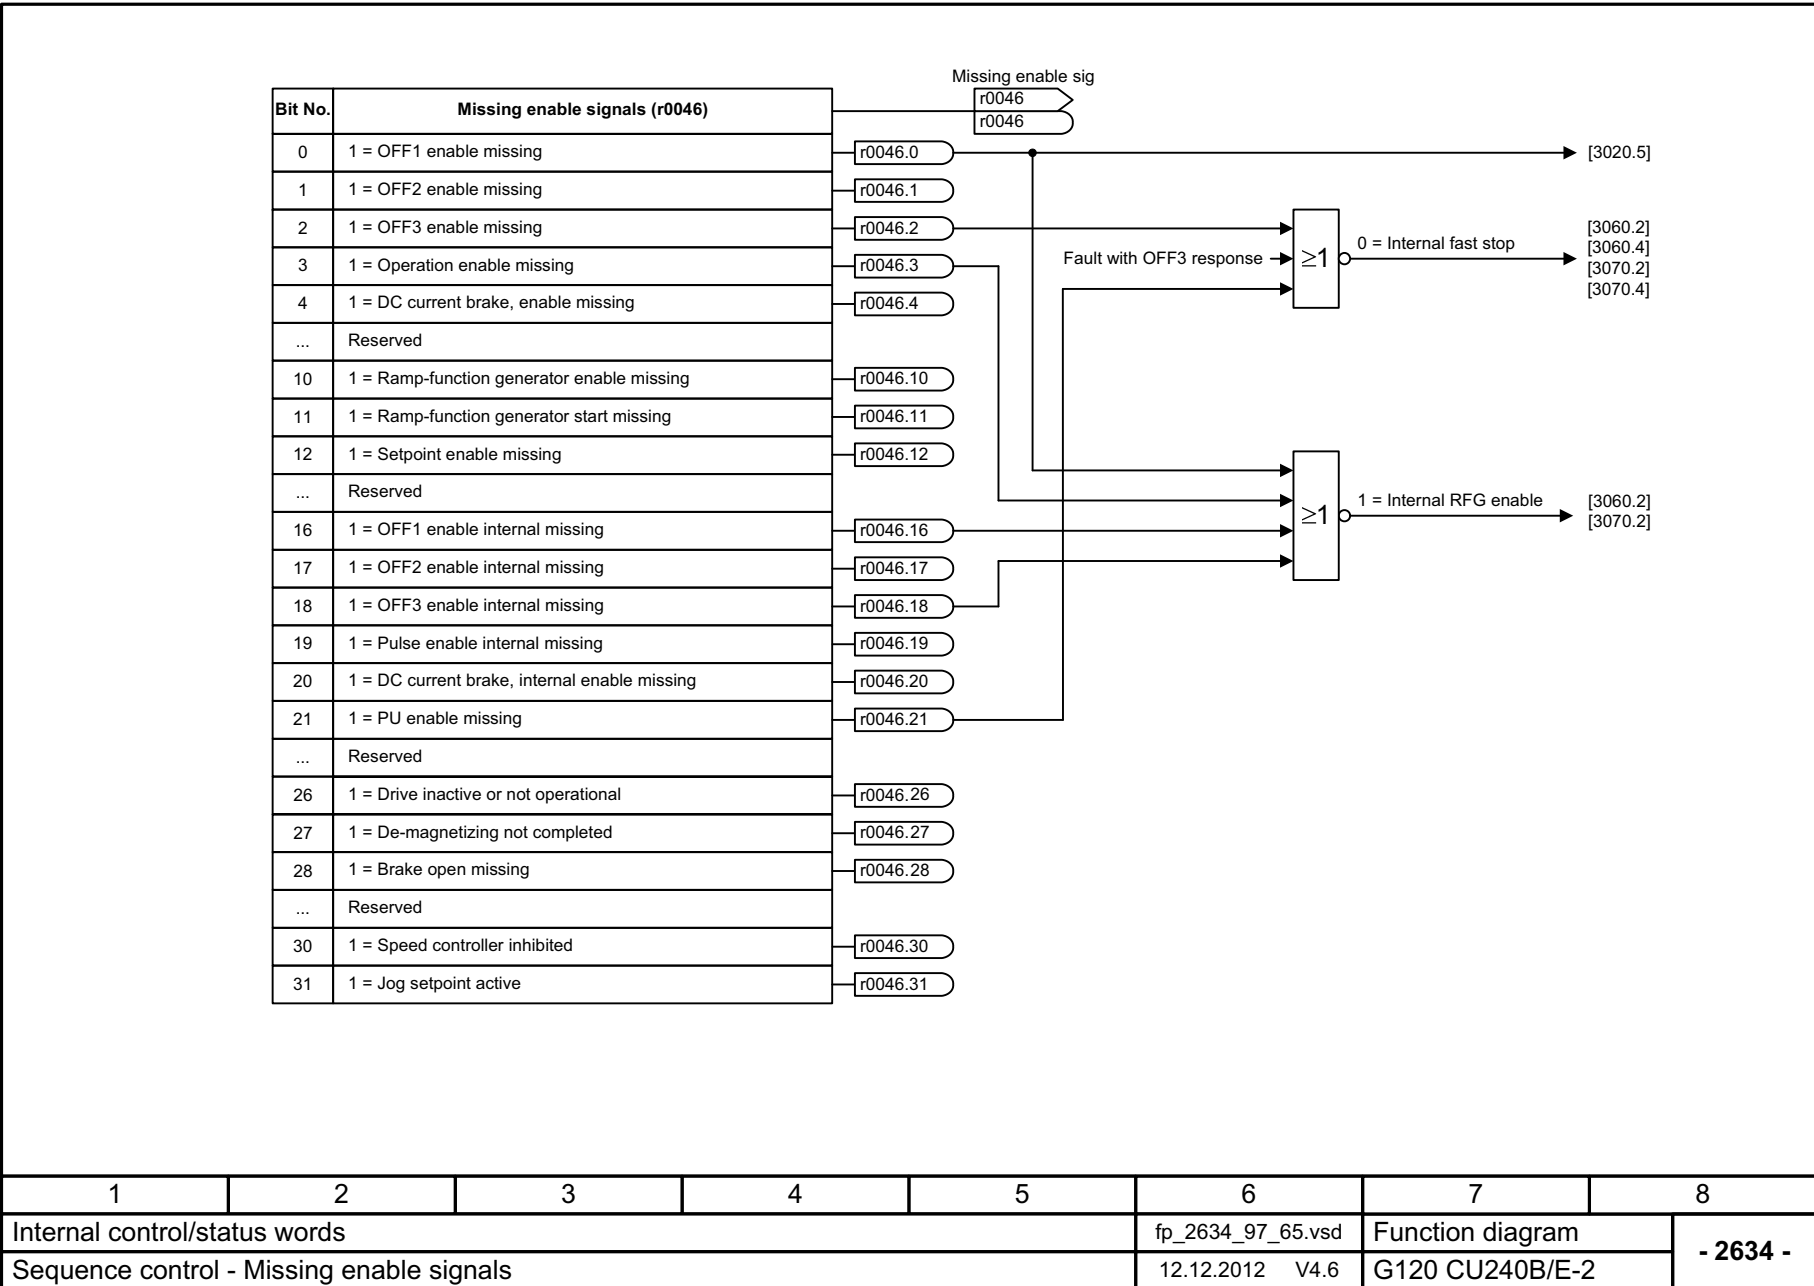 Missing enable sig
r0046
r0046
Bit No. Missing enable signals (r0046)
0 1 = OFF1 enable missing r0046.0 [3020.5]
1 1 = OFF2 enable missing r0046.1
2 1 = OFF3 enable missing r0046.2
3 1 = Operation enable missing r0046.3
4 1 = DC current brake, enable missing r0046.4
... Reserved
10 1 = Ramp-function generator enable missing r0046.10
11 1 = Ramp-function generator start missing r0046.11
12 1 = Setpoint enable missing r0046.12
... Reserved
16 1 = OFF1 enable internal missing r0046.16
17 1 = OFF2 enable internal missing r0046.17
18 1 = OFF3 enable internal missing r0046.18
19 1 = Pulse enable internal missing r0046.19
20 1 = DC current brake, internal enable missing r0046.20
21 1 = PU enable missing r0046.21
... Reserved
26 1 = Drive inactive or not operational r0046.26
27 1 = De-magnetizing not completed r0046.27
28 1 = Brake open missing r0046.28
... Reserved
30 1 = Speed controller inhibited r0046.30
31 1 = Jog setpoint active r0046.31
Fault with OFF3 response
≥1
0 = Internal fast stop
[3060.2]
[3060.4]
[3070.2]
[3070.4]
≥1
1 = Internal RFG enable
[3060.2]
[3070.2]
1 2 3 4 5 6 7 8
Internal control/status words fp_2634_97_65.vsd Function diagram
- 2634 -
Sequence control - Missing enable signals 12.12.2012 V4.6 G120 CU240B/E-2